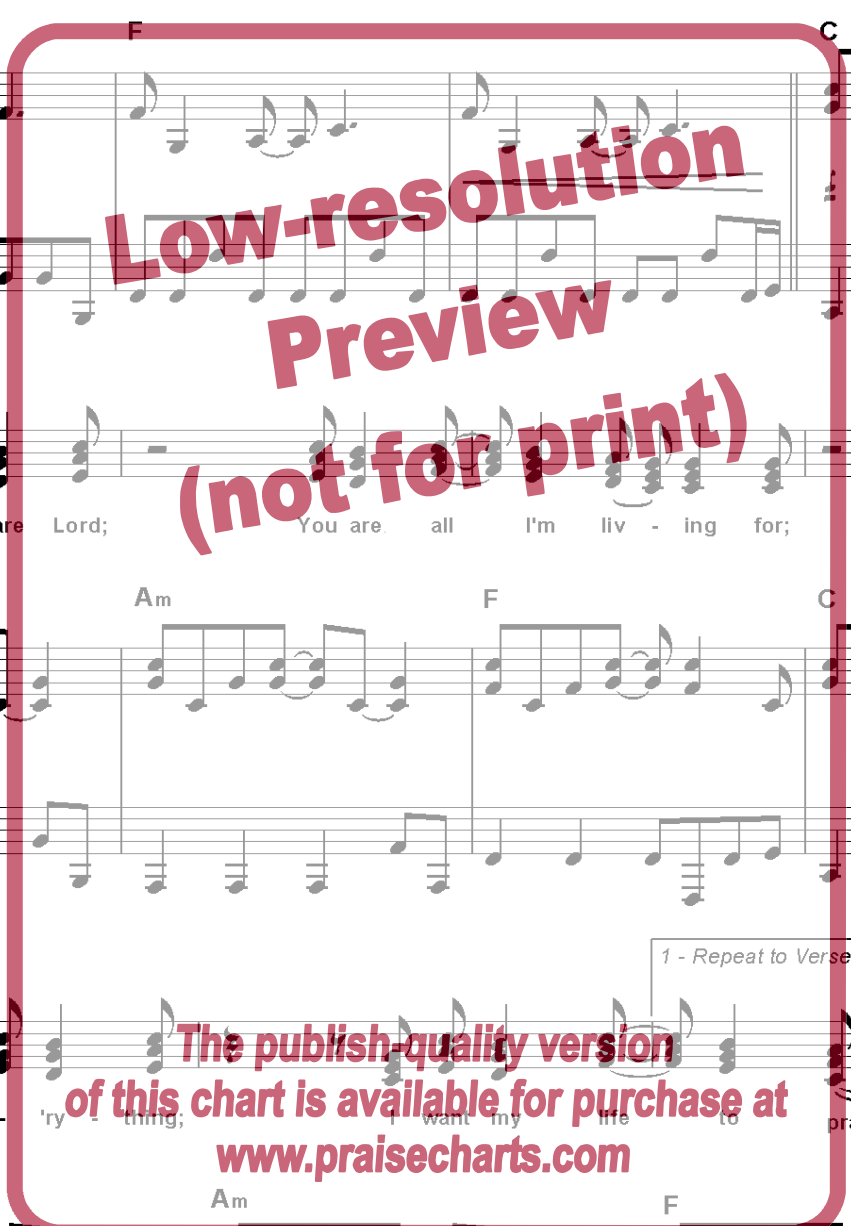 F C
Low-resolution
Preview
(not for print)
are Lord; You are all I'm liv - ing for;
Am F C
1 - Repeat to Verse
The publish-quality version
of this chart is available for purchase at
'ry - thing; I want my life to pra
www.praisecharts.com
Am F